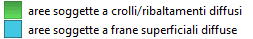 aree soggette a crolli/ribaltamenti diffusi
aree soggette a frane superficiali diffuse